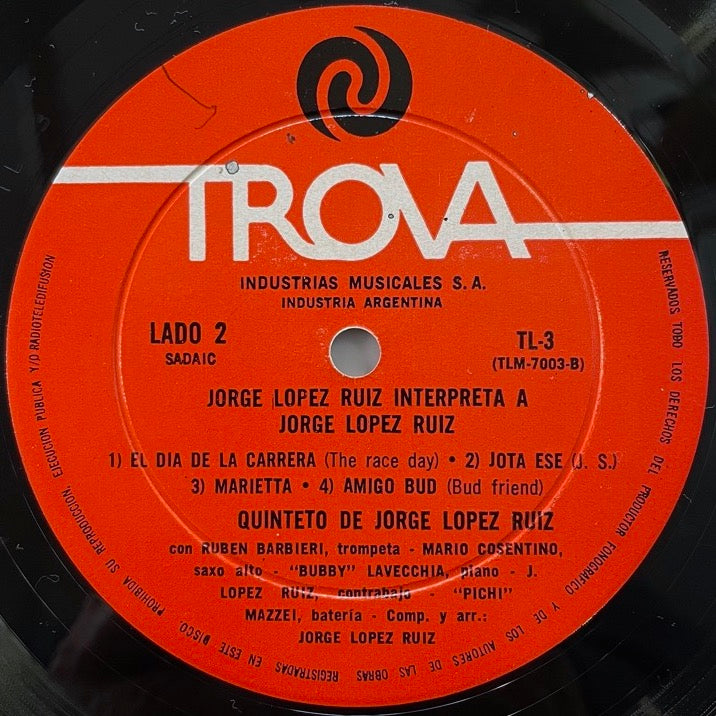 TROVA
INDUSTRIAS MUSICALES S.A.
INDUSTRIA ARGENTINA
LADO 2
SADAIC
TL-3
(TLM-7003-B)
JORGE LOPEZ RUIZ INTERPRETA A
JORGE LOPEZ RUIZ
1) EL DIA DE LA CARRERA (The race day) • 2) JOTA ESE (J. S.)
3) MARIETTA • 4) AMIGO BUD (Bud friend)
QUINTETO DE JORGE LOPEZ RUIZ
con RUBEN BARBIERI, trompeta - MARIO COSENTINO,
saxo alto - "BUBBY" LAVECCHIA, piano - J.
LOPEZ RUIZ, contrabajo - "PICHI"
MAZZEI, batería - Comp. y arr.:
JORGE LOPEZ RUIZ
RESERVADOS TODO LOS DERECHOS DEL PRODUCTOR FONOGRAFICO Y DE LOS AUTORES DE LAS OBRAS REGISTRADAS EN ESTE DISCO PROHIBIDA SU REPRODUCCION, EJECUCION PUBLICA Y/O RADIOTELEDIFUSION